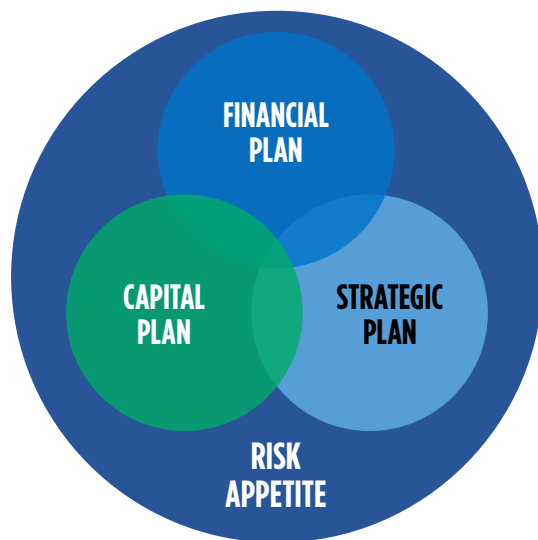 FINANCIAL
PLAN
CAPITAL
PLAN
STRATEGIC
PLAN
RISK
APPETITE